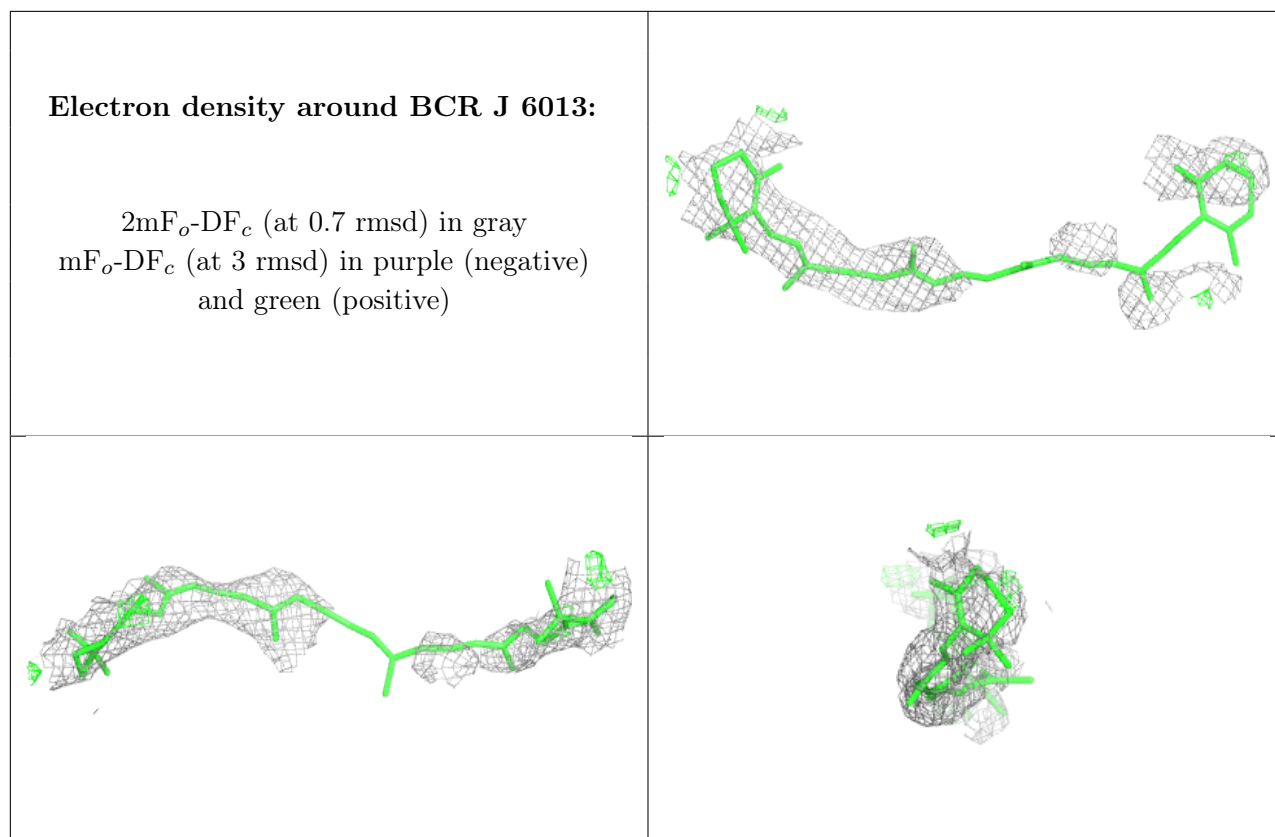 Electron density around BCR J 6013:
2mFo-DFc (at 0.7 rmsd) in gray
mFo-DFc (at 3 rmsd) in purple (negative)
and green (positive)